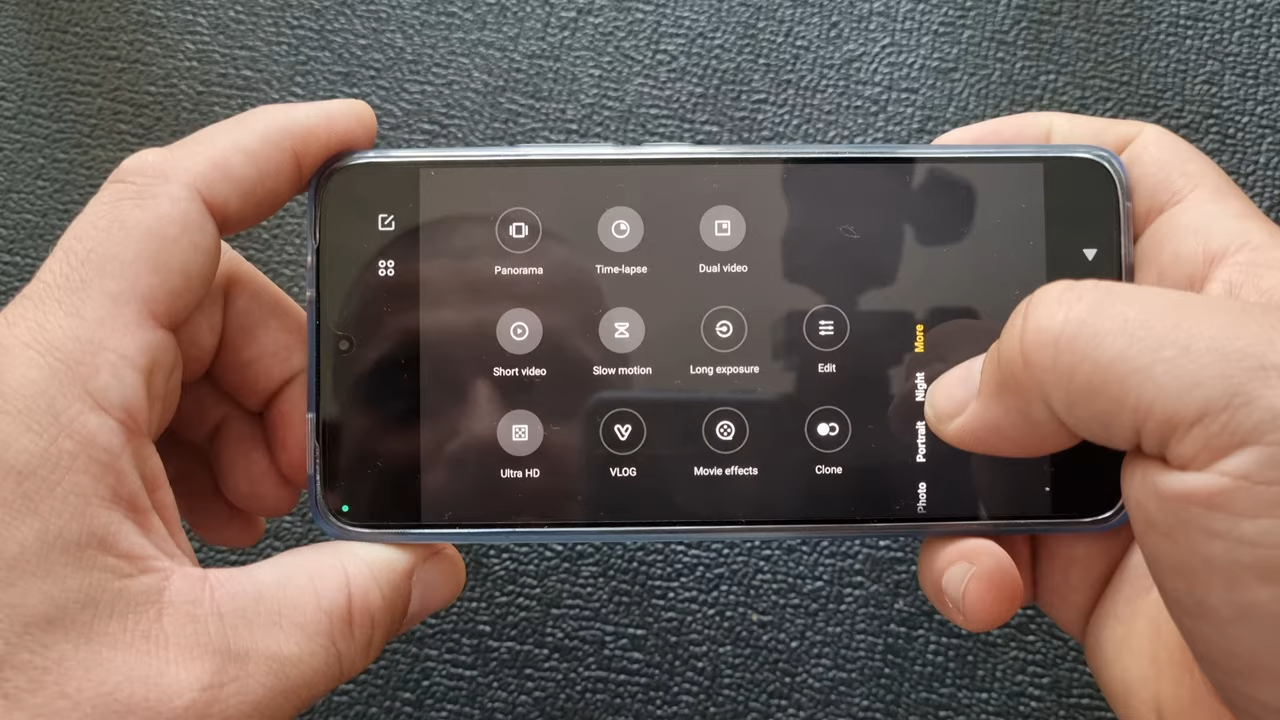 Panorama
Time-lapse
Dual video
Short video
Slow motion
Long exposure
Edit
Ultra HD
VLOG
Movie effects
Clone
More
Night
Portrait
Photo